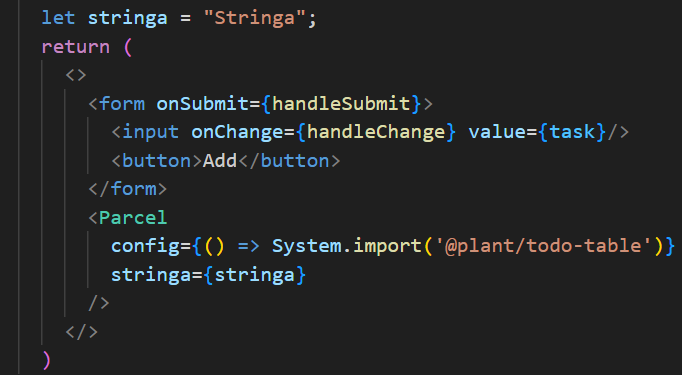 let stringa = "Stringa";
return (
<>
<form onSubmit={handleSubmit}>
<input onChange={handleChange} value={task}/>
<button>Add</button>
</form>
<Parcel
config={() => System.import('@plant/todo-table')}
stringa={stringa}
/>
</>
)